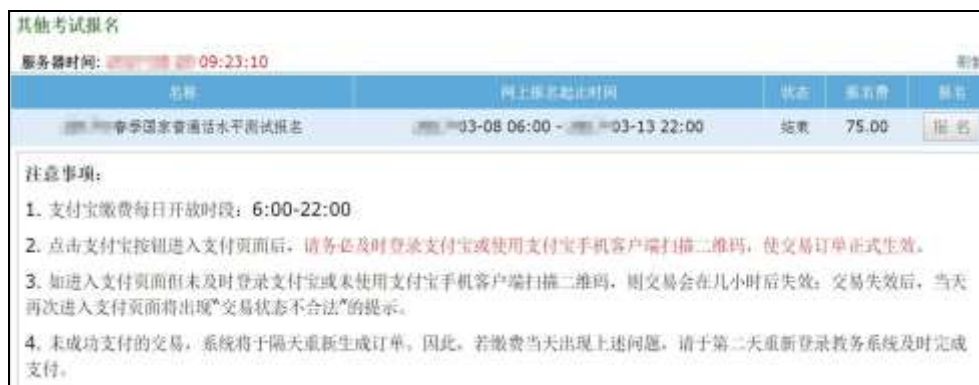 其他考试报名
服务器时间: 09:23:10
名称 网上报名起止时间 状态 报名费 报名
春季国家普通话水平测试报名 03-08 06:00 - 03-13 22:00 结束 75.00 报 名
注意事项:
1. 支付宝缴费每日开放时段: 6:00-22:00
2. 点击支付宝按钮进入支付页面后，请务必及时登录支付宝或使用支付宝手机客户端扫描二维码，使交易订单正式生效。
3. 如进入支付页面但未及时登录支付宝或未使用支付宝手机客户端扫描二维码，则交易会在几小时后失效；交易失效后，当天
再次进入支付页面将出现"交易状态不合法"的提示。
4. 未成功支付的交易，系统将于隔天重新生成订单。因此，若缴费当天出现上述问题，请于第二天重新登录教务系统及时完成
支付。